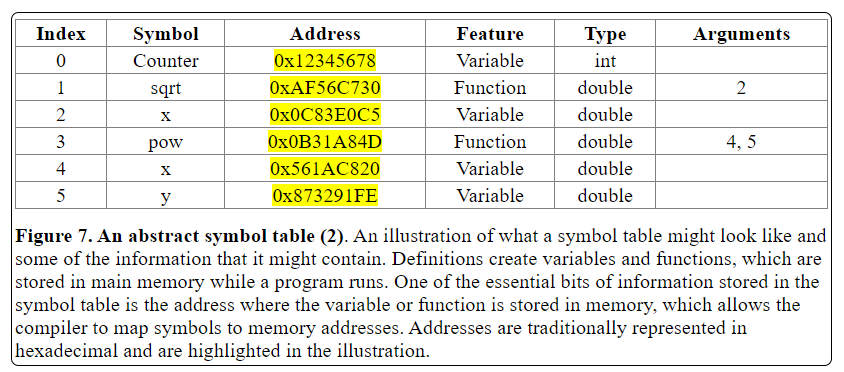 Index Symbol Address Feature Type Arguments
0 Counter 0x12345678 Variable int
1 sqrt 0xAF56C730 Function double 2
2 x 0x0C83E0C5 Variable double
3 pow 0x0B31A84D Function double 4, 5
4 x 0x561AC820 Variable double
5 y 0x873291FE Variable double
Figure 7. An abstract symbol table (2). An illustration of what a symbol table might look like and
some of the information that it might contain. Definitions create variables and functions, which are
stored in main memory while a program runs. One of the essential bits of information stored in the
symbol table is the address where the variable or function is stored in memory, which allows the
compiler to map symbols to memory addresses. Addresses are traditionally represented in
hexadecimal and are highlighted in the illustration.